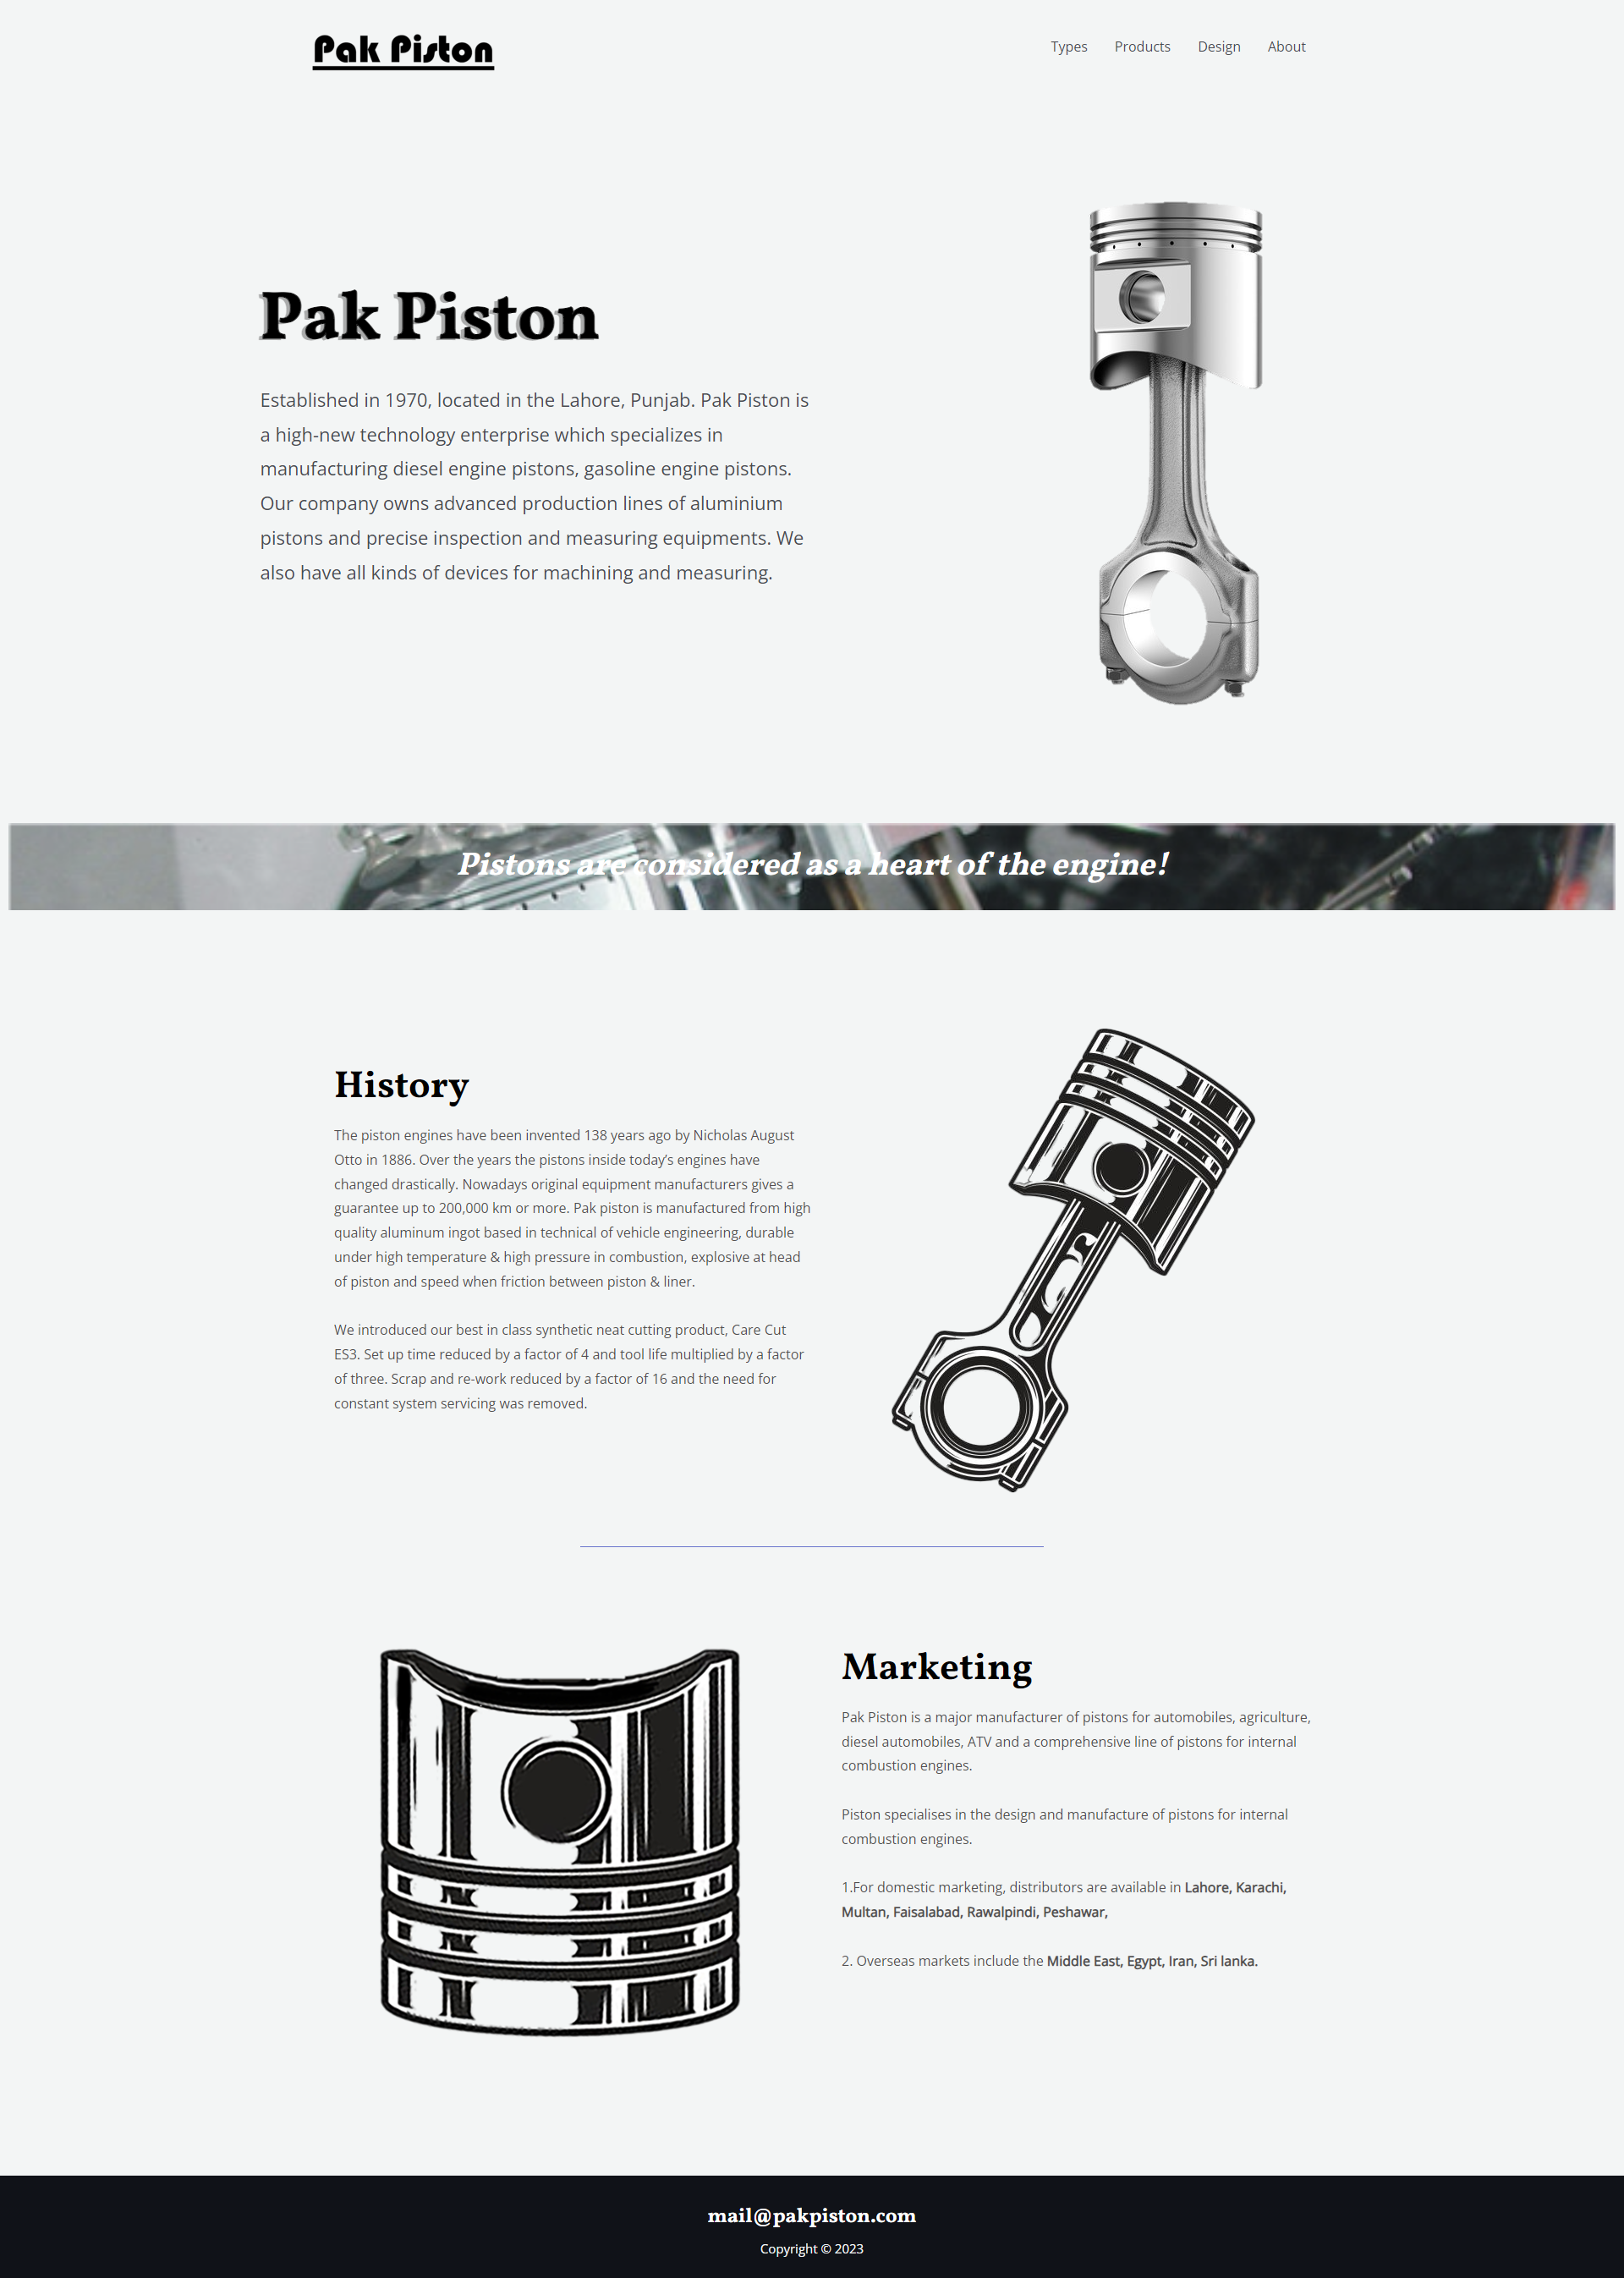 Pak Piston
Types Products Design About
Pak Piston
Established in 1970, located in the Lahore, Punjab. Pak Piston is
a high-new technology enterprise which specializes in
manufacturing diesel engine pistons, gasoline engine pistons.
Our company owns advanced production lines of aluminium
pistons and precise inspection and measuring equipments. We
also have all kinds of devices for machining and measuring.
Pistons are considered as a heart of the engine!
History
The piston engines have been invented 138 years ago by Nicholas August
Otto in 1886. Over the years the pistons inside today’s engines have
changed drastically. Nowadays original equipment manufacturers gives a
guarantee up to 200,000 km or more. Pak piston is manufactured from high
quality aluminum ingot based in technical of vehicle engineering, durable
under high temperature & high pressure in combustion, explosive at head
of piston and speed when friction between piston & liner.
We introduced our best in class synthetic neat cutting product, Care Cut
ES3. Set up time reduced by a factor of 4 and tool life multiplied by a factor
of three. Scrap and re-work reduced by a factor of 16 and the need for
constant system servicing was removed.
Marketing
Pak Piston is a major manufacturer of pistons for automobiles, agriculture,
diesel automobiles, ATV and a comprehensive line of pistons for internal
combustion engines.
Piston specialises in the design and manufacture of pistons for internal
combustion engines.
1.For domestic marketing, distributors are available in Lahore, Karachi,
Multan, Faisalabad, Rawalpindi, Peshawar,
2. Overseas markets include the Middle East, Egypt, Iran, Sri lanka.
mail@pakpiston.com
Copyright © 2023